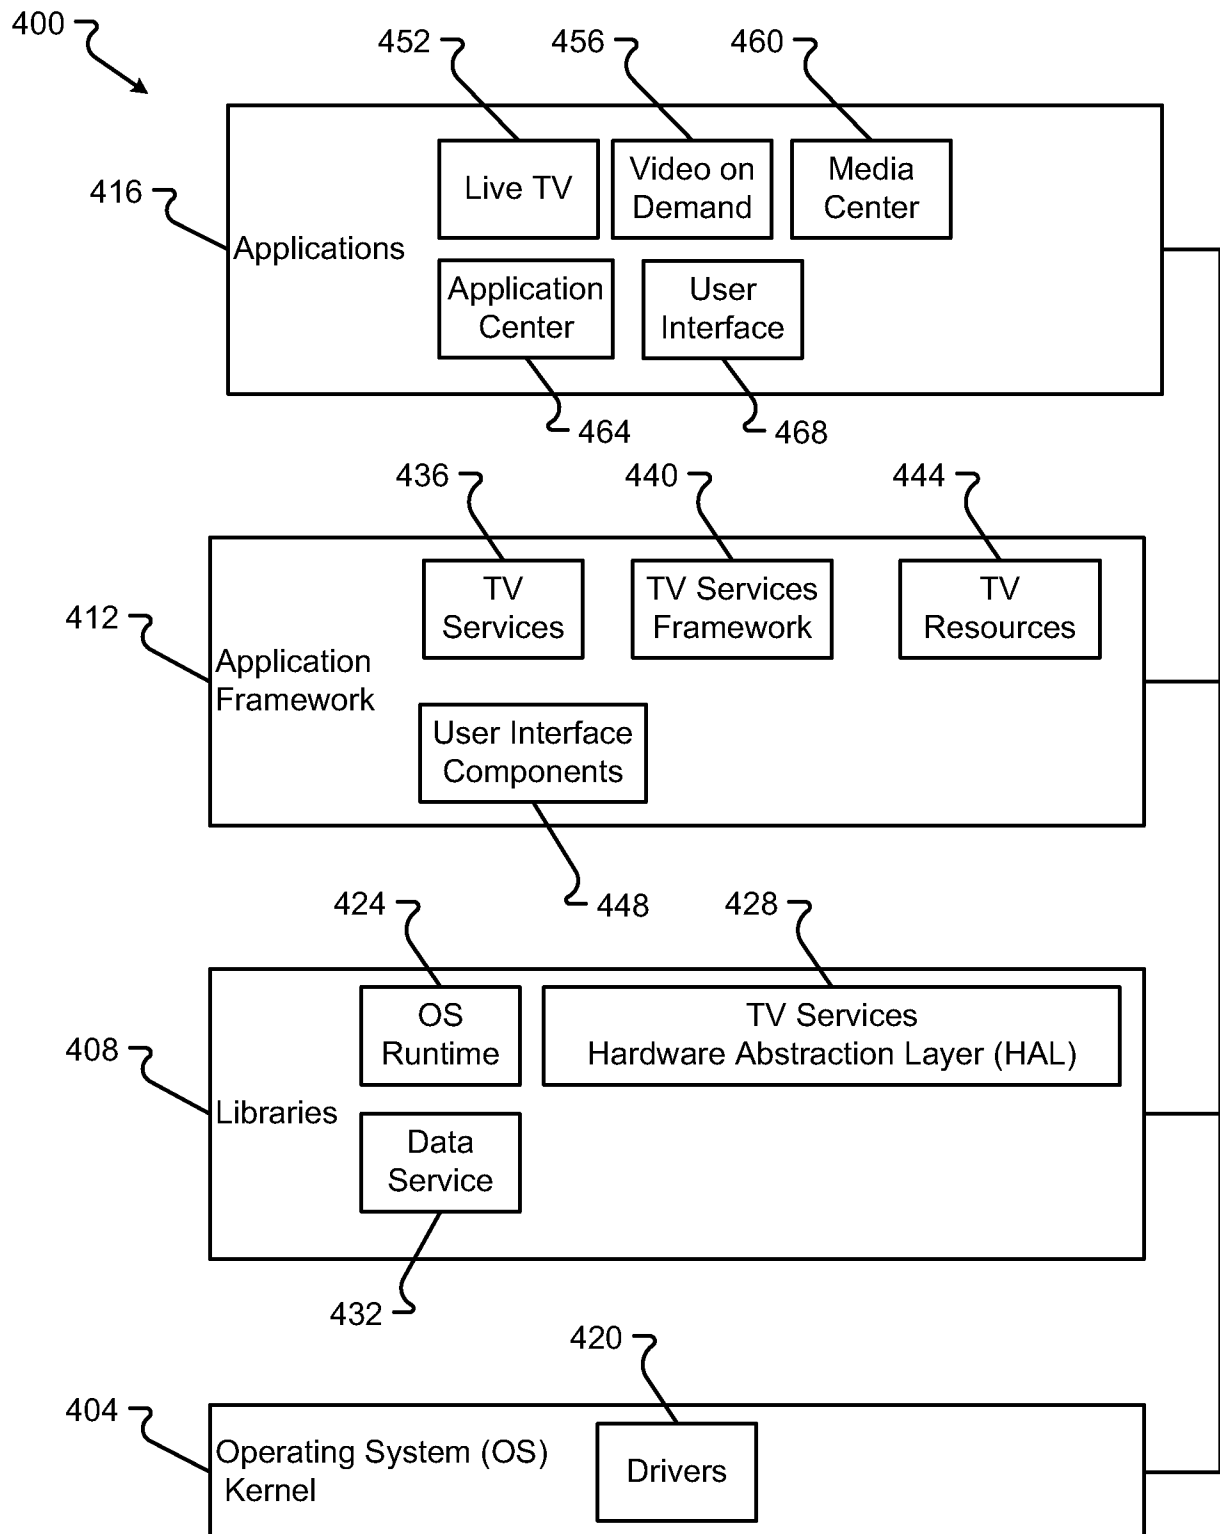 400
452
456
460
416
Applications
Live TV
Video on
Demand
Media
Center
Application
Center
User
Interface
464
468
436
440
444
412
Application
Framework
TV
Services
TV Services
Framework
TV
Resources
User Interface
Components
448
424
428
408
Libraries
OS
Runtime
TV Services
Hardware Abstraction Layer (HAL)
Data
Service
432
420
404
Operating System (OS)
Kernel
Drivers